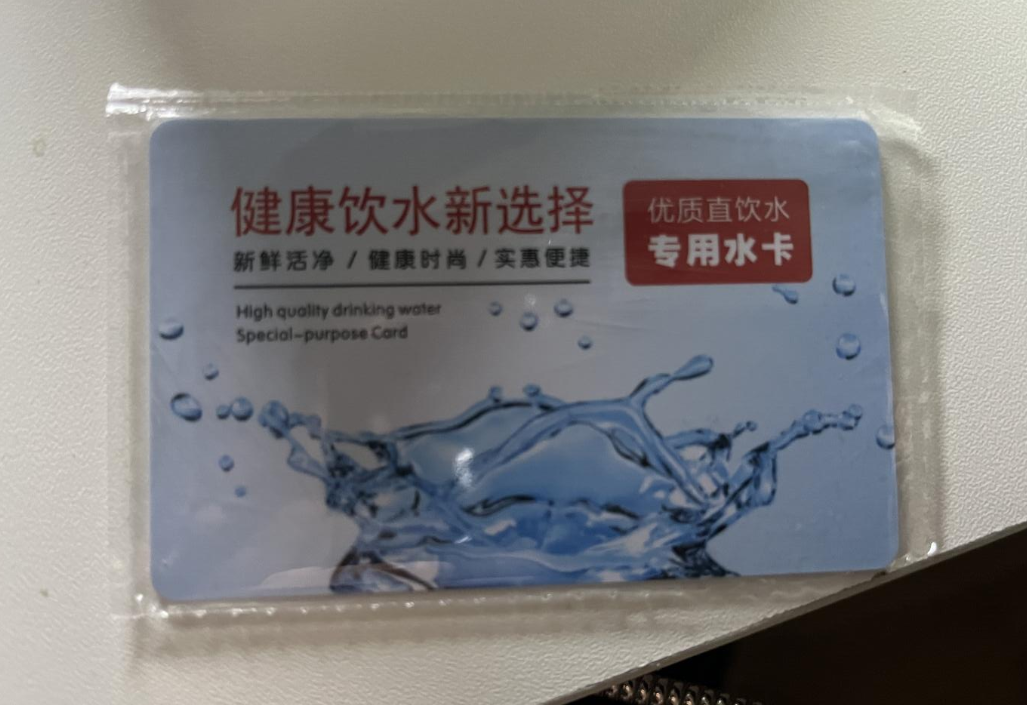 健康饮水新选择
新鲜活净 / 健康时尚 / 实惠便捷
High quality drinking water
Special-purpose Card
优质直饮水
专用水卡